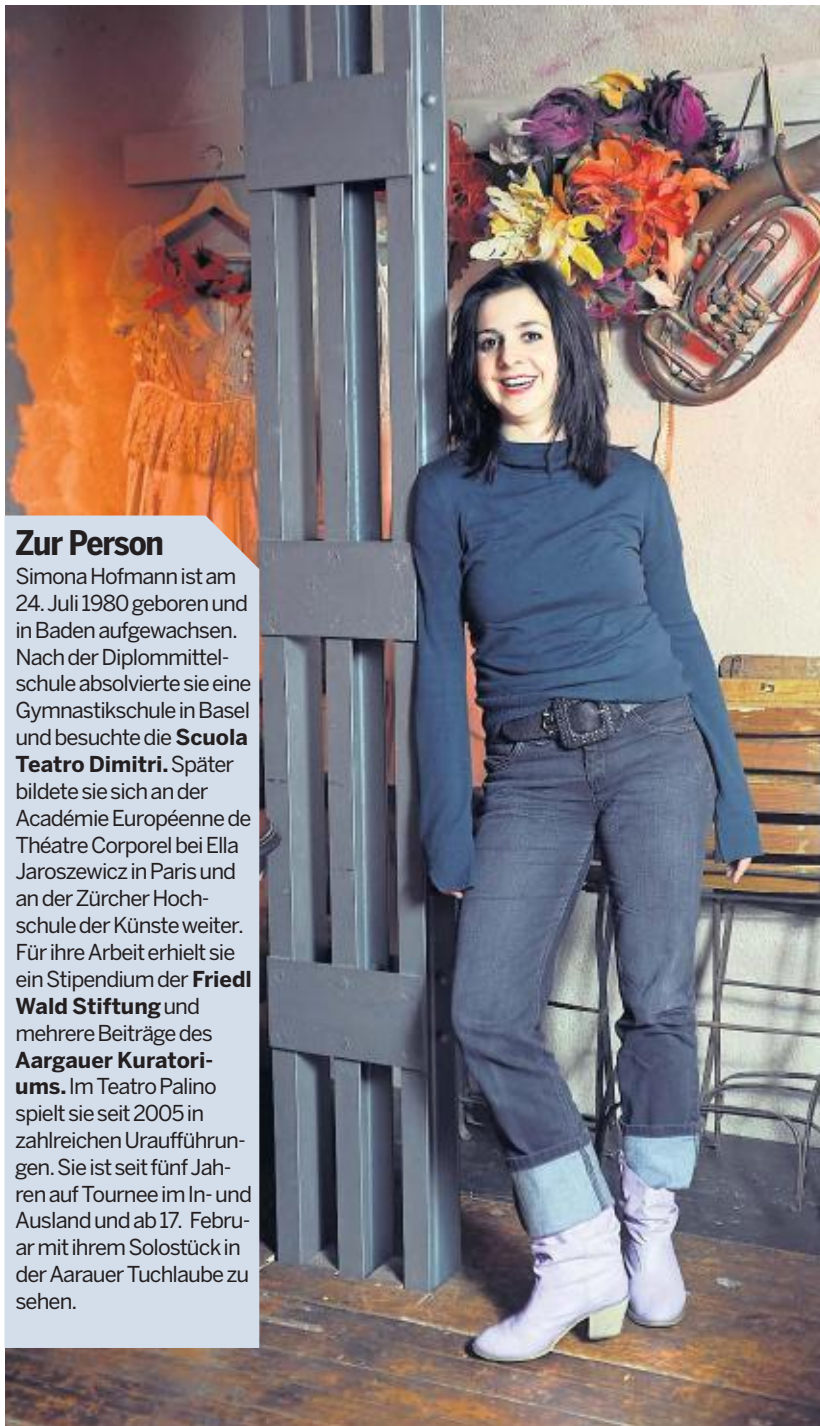 Zur Person
Simona Hofmann ist am
24. Juli 1980 geboren und
in Baden aufgewachsen.
Nach der Diplommittel-
schule absolvierte sie eine
Gymnastikschule in Basel
und besuchte die Scuola
Teatro Dimitri. Später
bildete sie sich an der
Académie Européenne de
Théatre Corporel bei Ella
Jaroszewicz in Paris und
an der Zürcher Hoch-
schule der Künste weiter.
Für ihre Arbeit erhielt sie
ein Stipendium der Friedl
Wald Stiftung und
mehrere Beiträge des
Aargauer Kuratori-
ums. Im Teatro Palino
spielt sie seit 2005 in
zahlreichen Uraufführun-
gen. Sie ist seit fünf Jah-
ren auf Tournee im In- und
Ausland und ab 17. Febru-
ar mit ihrem Solostück in
der Aarauer Tuchlaube zu
sehen.